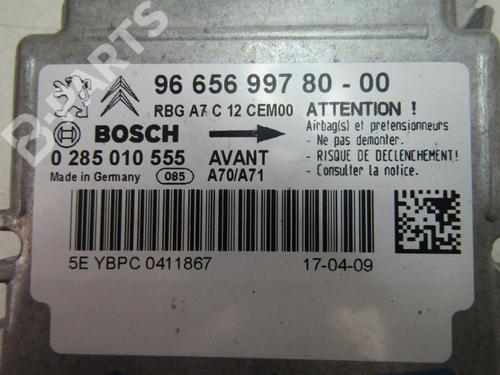 96 656 997 80 - 00
RBG A7 C 12 CEM00
ATTENTION !
BOSCH
Airbag(s) et pretensionneurs
- Ne pas demonter.
0 285 010 555
AVANT
- RISQUE DE DECLENCHEMENT!
Made in Germany
085
A70/A71
- Consulter la notice.
5E YBPC 0411867
17-04-09
B-PARTS